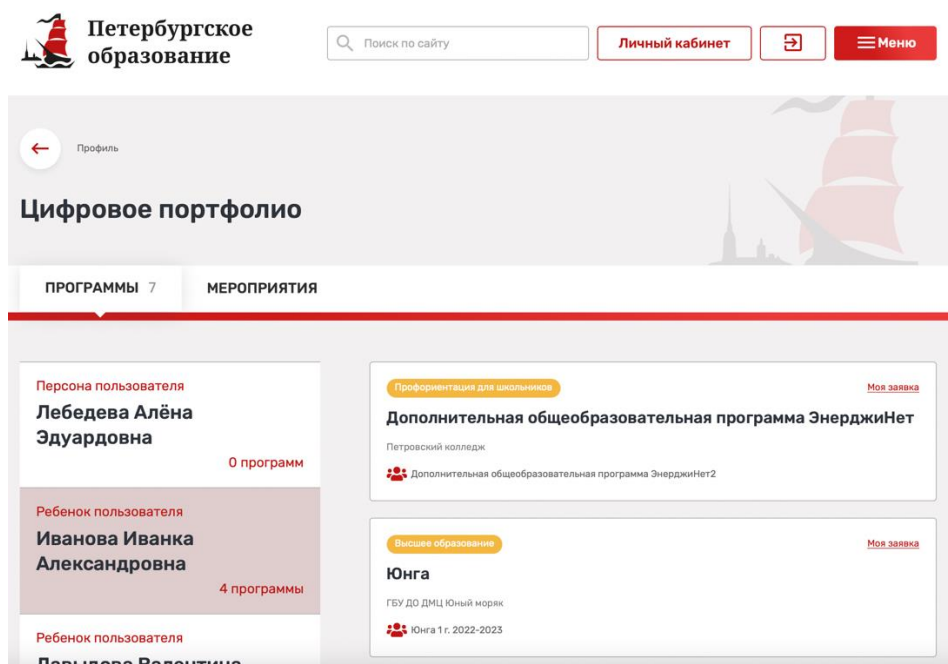 Петербургское
образование
Поиск по сайту
Личный кабинет
Меню
Профиль
Цифровое портфолио
ПРОГРАММЫ 7
МЕРОПРИЯТИЯ
Персона пользователя
Лебедева Алёна
Эдуардовна
0 программ
Ребенок пользователя
Иванова Иванка
Александровна
4 программы
Ребенок пользователя
Давыдова Валентина
Профориентация для школьников
Моя заявка
Дополнительная общеобразовательная программа ЭнерджиНет
Петровский колледж
Дополнительная общеобразовательная программа ЭнерджиНет2
Высшее образование
Моя заявка
Юнга
ГБУ ДО ДМЦ Юный моряк
Юнга 1 г. 2022-2023